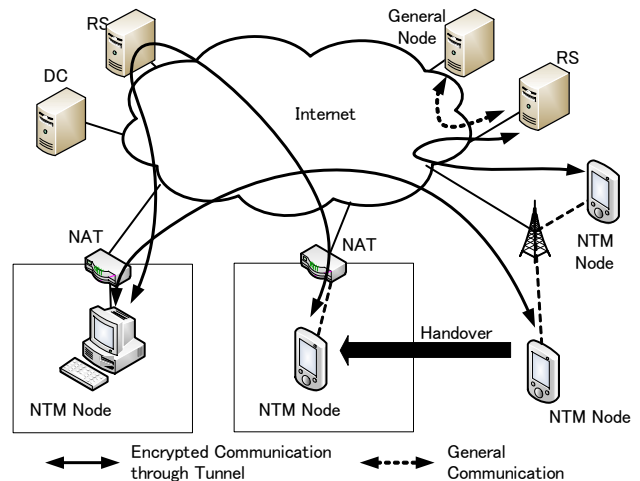 RS
General
Node
RS
DC
Internet
NAT
NAT
NTM
Node
Handover
NTM Node
NTM Node
NTM Node
Encrypted Communication
through Tunnel
General
Communication